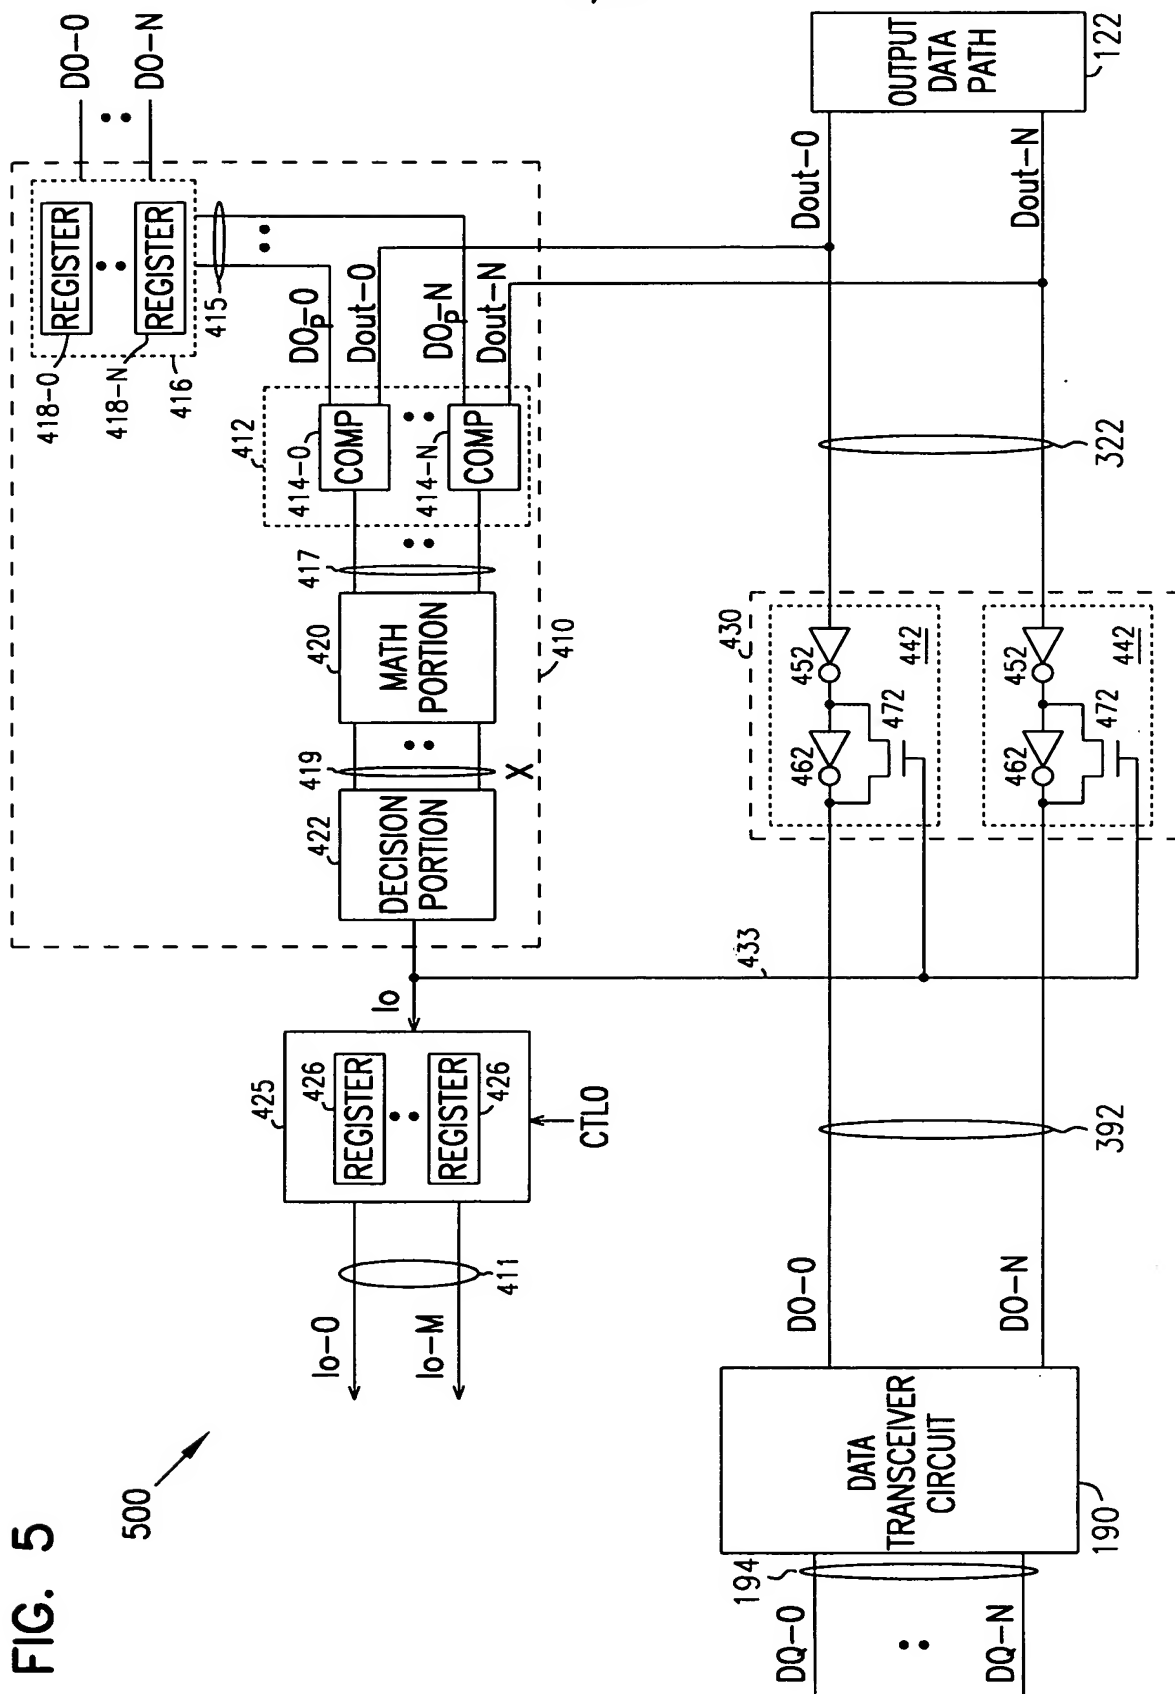 FIG. 5
500
DO-0
DO-N
REGISTER
REGISTER
418-0
418-N
416
415
DOp-0
Dout-0
DOp-N
Dout-N
412
414-0
COMP
414-N
COMP
417
420
MATH
PORTION
410
419
X
422
DECISION
PORTION
Io
425
426
REGISTER
REGISTER
426
CTLO
Io-0
Io-M
411
433
OUTPUT
DATA
PATH
122
Dout-0
Dout-N
322
430
452
462
472
442
452
462
472
442
392
DO-0
DO-N
DATA
TRANSCEIVER
CIRCUIT
190
194
DQ-0
DQ-N